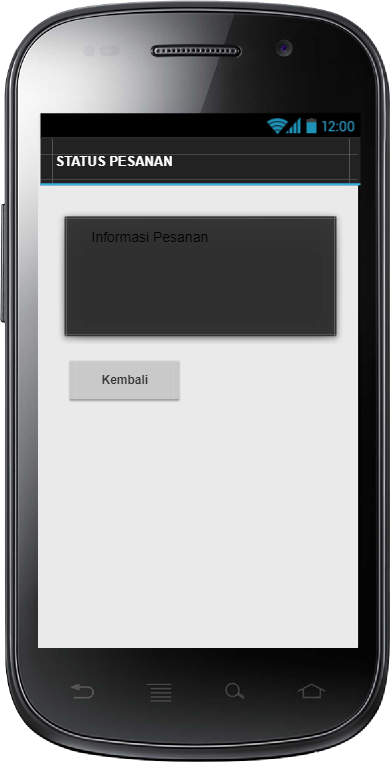 12:00
STATUS PESANAN
Informasi Pesanan
Kembali